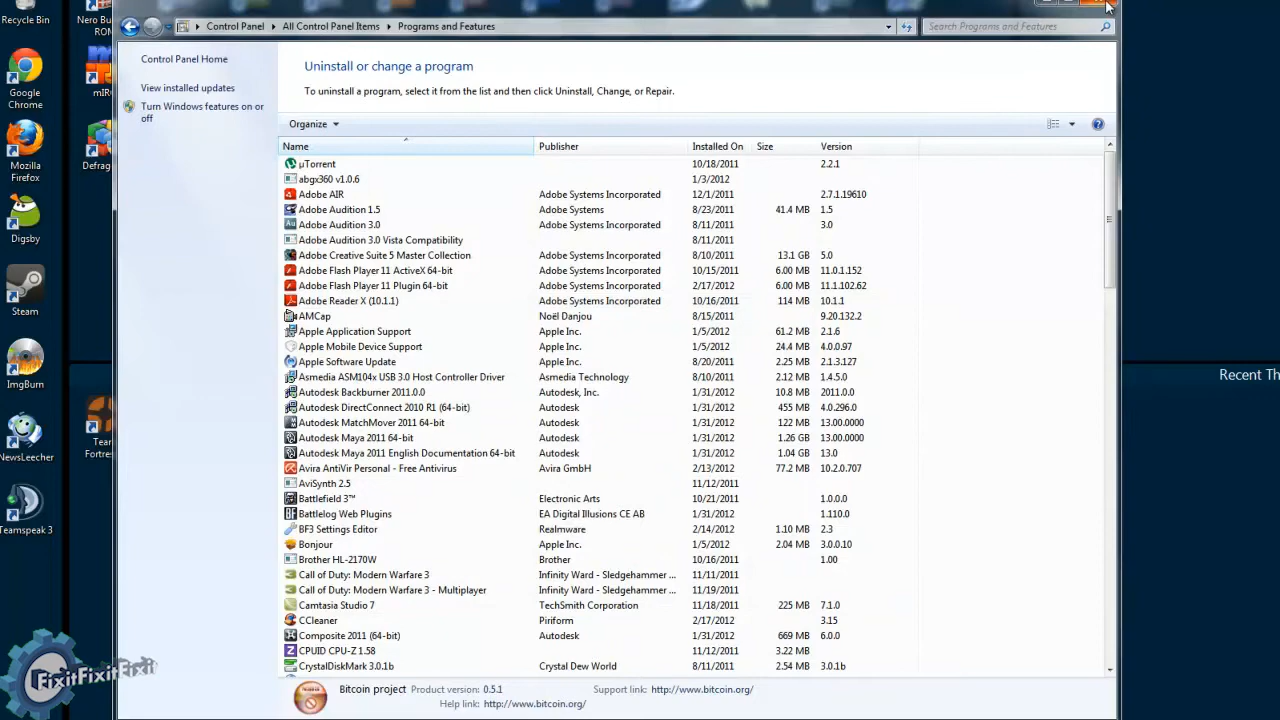 Recycle Bin
Nero Bu
ROM
Google
Chrome
mIR
Mozilla
Firefox
Defrag
Digsby
Steam
ImgBurn
Team
Fortres
NewsLeecher
Teamspeak 3
Control Panel All Control Panel Items Programs and Features
Search Programs and Features
Control Panel Home
View installed updates
Turn Windows features on or
off
Uninstall or change a program
To uninstall a program, select it from the list and then click Uninstall, Change, or Repair.
Organize
Name Publisher Installed On Size Version
µTorrent 10/18/2011 2.2.1
abgx360 v1.0.6 1/3/2012
Adobe AIR Adobe Systems Incorporated 12/1/2011 2.7.1.19610
Adobe Audition 1.5 Adobe Systems 8/23/2011 41.4 MB 1.5
Adobe Audition 3.0 Adobe Systems Incorporated 8/11/2011 3.0
Adobe Audition 3.0 Vista Compatibility 8/11/2011
Adobe Creative Suite 5 Master Collection Adobe Systems Incorporated 8/10/2011 13.1 GB 5.0
Adobe Flash Player 11 ActiveX 64-bit Adobe Systems Incorporated 10/15/2011 6.00 MB 11.0.1.152
Adobe Flash Player 11 Plugin 64-bit Adobe Systems Incorporated 2/17/2012 6.00 MB 11.1.102.62
Adobe Reader X (10.1.1) Adobe Systems Incorporated 10/16/2011 114 MB 10.1.1
AMCap Noël Danjou 8/15/2011 9.20.132.2
Apple Application Support Apple Inc. 1/5/2012 61.2 MB 2.1.6
Apple Mobile Device Support Apple Inc. 1/5/2012 24.4 MB 4.0.0.97
Apple Software Update Apple Inc. 8/20/2011 2.25 MB 2.1.3.127
Asmedia ASM104x USB 3.0 Host Controller Driver Asmedia Technology 8/10/2011 2.12 MB 1.4.5.0
Autodesk Backburner 2011.0.0 Autodesk, Inc. 1/31/2012 10.8 MB 2011.0.0
Autodesk DirectConnect 2010 R1 (64-bit) Autodesk 1/31/2012 455 MB 4.0.296.0
Autodesk MatchMover 2011 64-bit Autodesk 1/31/2012 122 MB 13.00.0000
Autodesk Maya 2011 64-bit Autodesk 1/31/2012 1.26 GB 13.00.0000
Autodesk Maya 2011 English Documentation 64-bit Autodesk 1/31/2012 1.04 GB 13.0
Avira AntiVir Personal - Free Antivirus Avira GmbH 2/13/2012 77.2 MB 10.2.0.707
AviSynth 2.5 11/12/2011
Battlefield 3™ Electronic Arts 10/21/2011 1.0.0.0
Battlelog Web Plugins EA Digital Illusions CE AB 1/31/2012 1.110.0
BF3 Settings Editor Realmware 2/14/2012 1.10 MB 2.3
Bonjour Apple Inc. 1/5/2012 2.04 MB 3.0.0.10
Brother HL-2170W Brother 10/16/2011 1.00
Call of Duty: Modern Warfare 3 Infinity Ward - Sledgehammer ... 11/11/2011
Call of Duty: Modern Warfare 3 - Multiplayer Infinity Ward - Sledgehammer ... 11/19/2011
Camtasia Studio 7 TechSmith Corporation 11/18/2011 225 MB 7.1.0
CCleaner Piriform 2/17/2012 3.15
Composite 2011 (64-bit) Autodesk 1/31/2012 669 MB 6.0.0
CPUID CPU-Z 1.58 11/12/2011 3.22 MB
CrystalDiskMark 3.0.1b Crystal Dew World 8/11/2011 2.54 MB 3.0.1b
Bitcoin project Product version: 0.5.1 Support link: http://www.bitcoin.org/
Help link: http://www.bitcoin.org/
Recent Th
FixitFixitFixit